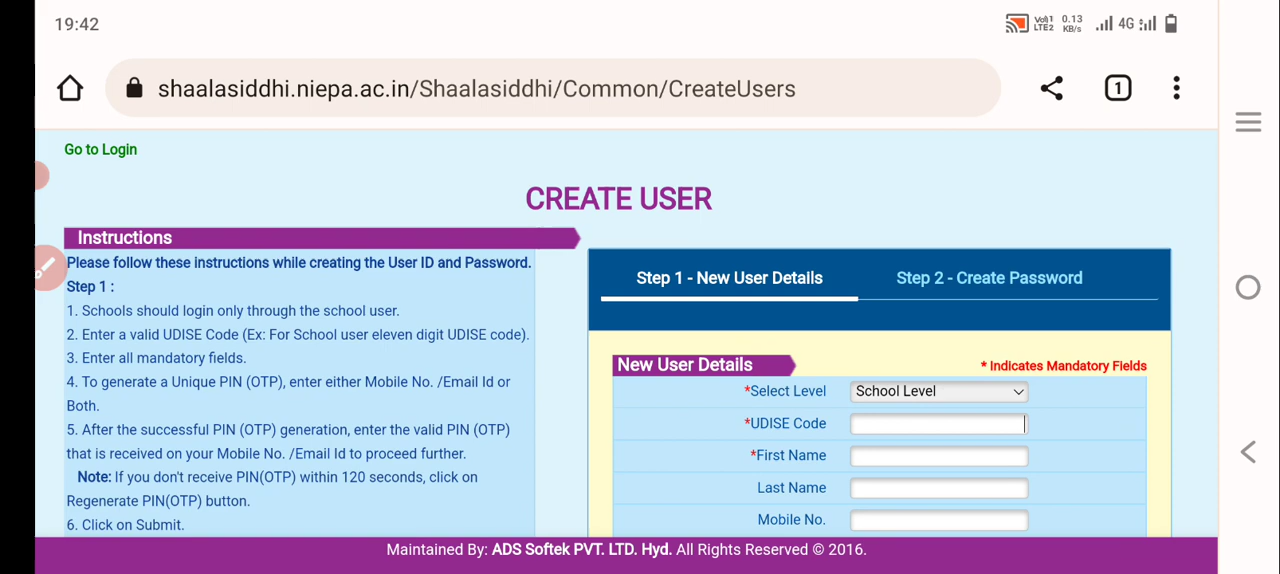 19:42
Vo1 LTE2 0.13 KB/s 4G
shaalasiddhi.niepa.ac.in/Shaalasiddhi/Common/CreateUsers
1
Go to Login
CREATE USER
Instructions
Please follow these instructions while creating the User ID and Password.
Step 1 :
1. Schools should login only through the school user.
2. Enter a valid UDISE Code (Ex: For School user eleven digit UDISE code).
3. Enter all mandatory fields.
4. To generate a Unique PIN (OTP), enter either Mobile No. /Email Id or
Both.
5. After the successful PIN (OTP) generation, enter the valid PIN (OTP)
that is received on your Mobile No. /Email Id to proceed further.
Note: If you don't receive PIN(OTP) within 120 seconds, click on
Regenerate PIN(OTP) button.
6. Click on Submit.
Step 1 - New User Details
Step 2 - Create Password
New User Details
* Indicates Mandatory Fields
*Select Level School Level
*UDISE Code
*First Name
Last Name
Mobile No.
Maintained By: ADS Softek PVT. LTD. Hyd. All Rights Reserved © 2016.